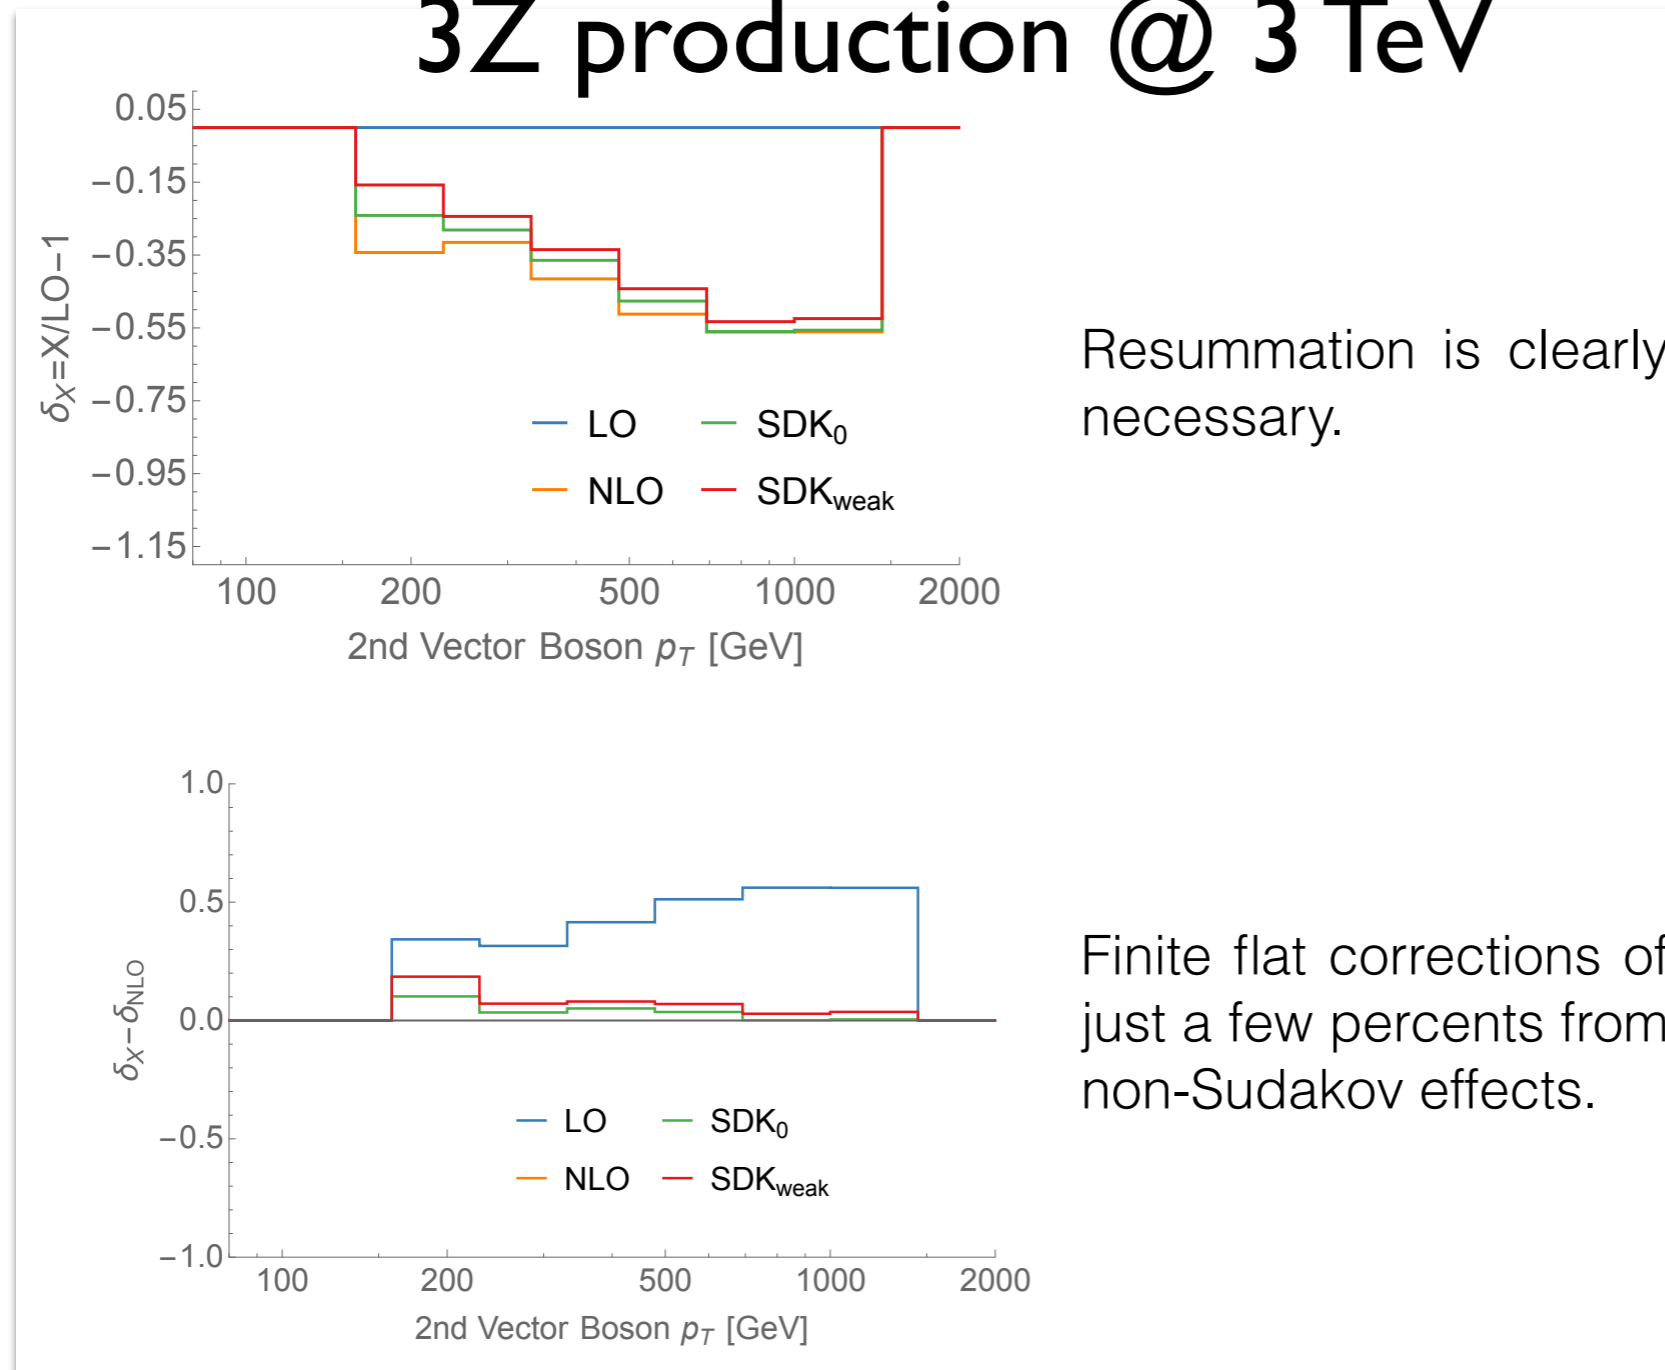 3Z production @ 3 TeV
0.05
−0.15
−0.35
−0.55
−0.75
−0.95
−1.15
δX=X/LO−1
LO SDK0
NLO SDKweak
100 200 500 1000 2000
2nd Vector Boson pT [GeV]
Resummation is clearly
necessary.
1.0
0.5
0.0
−0.5
−1.0
δX−δNLO
LO SDK0
NLO SDKweak
100 200 500 1000 2000
2nd Vector Boson pT [GeV]
Finite flat corrections of
just a few percents from
non-Sudakov effects.